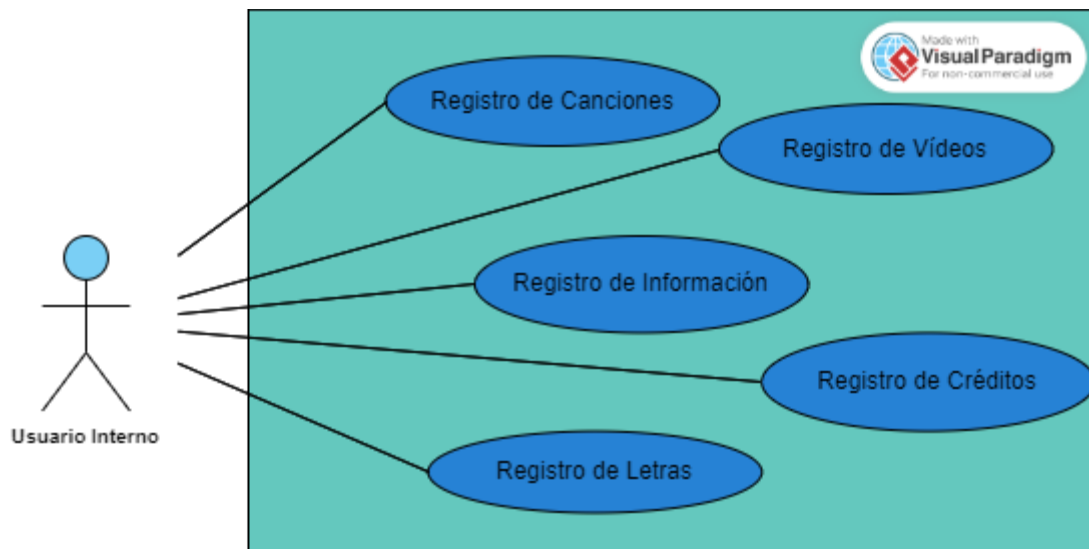 Made with
Visual Paradigm
For non-commercial use
Registro de Canciones
Registro de Vídeos
Registro de Información
Registro de Créditos
Usuario Interno
Registro de Letras